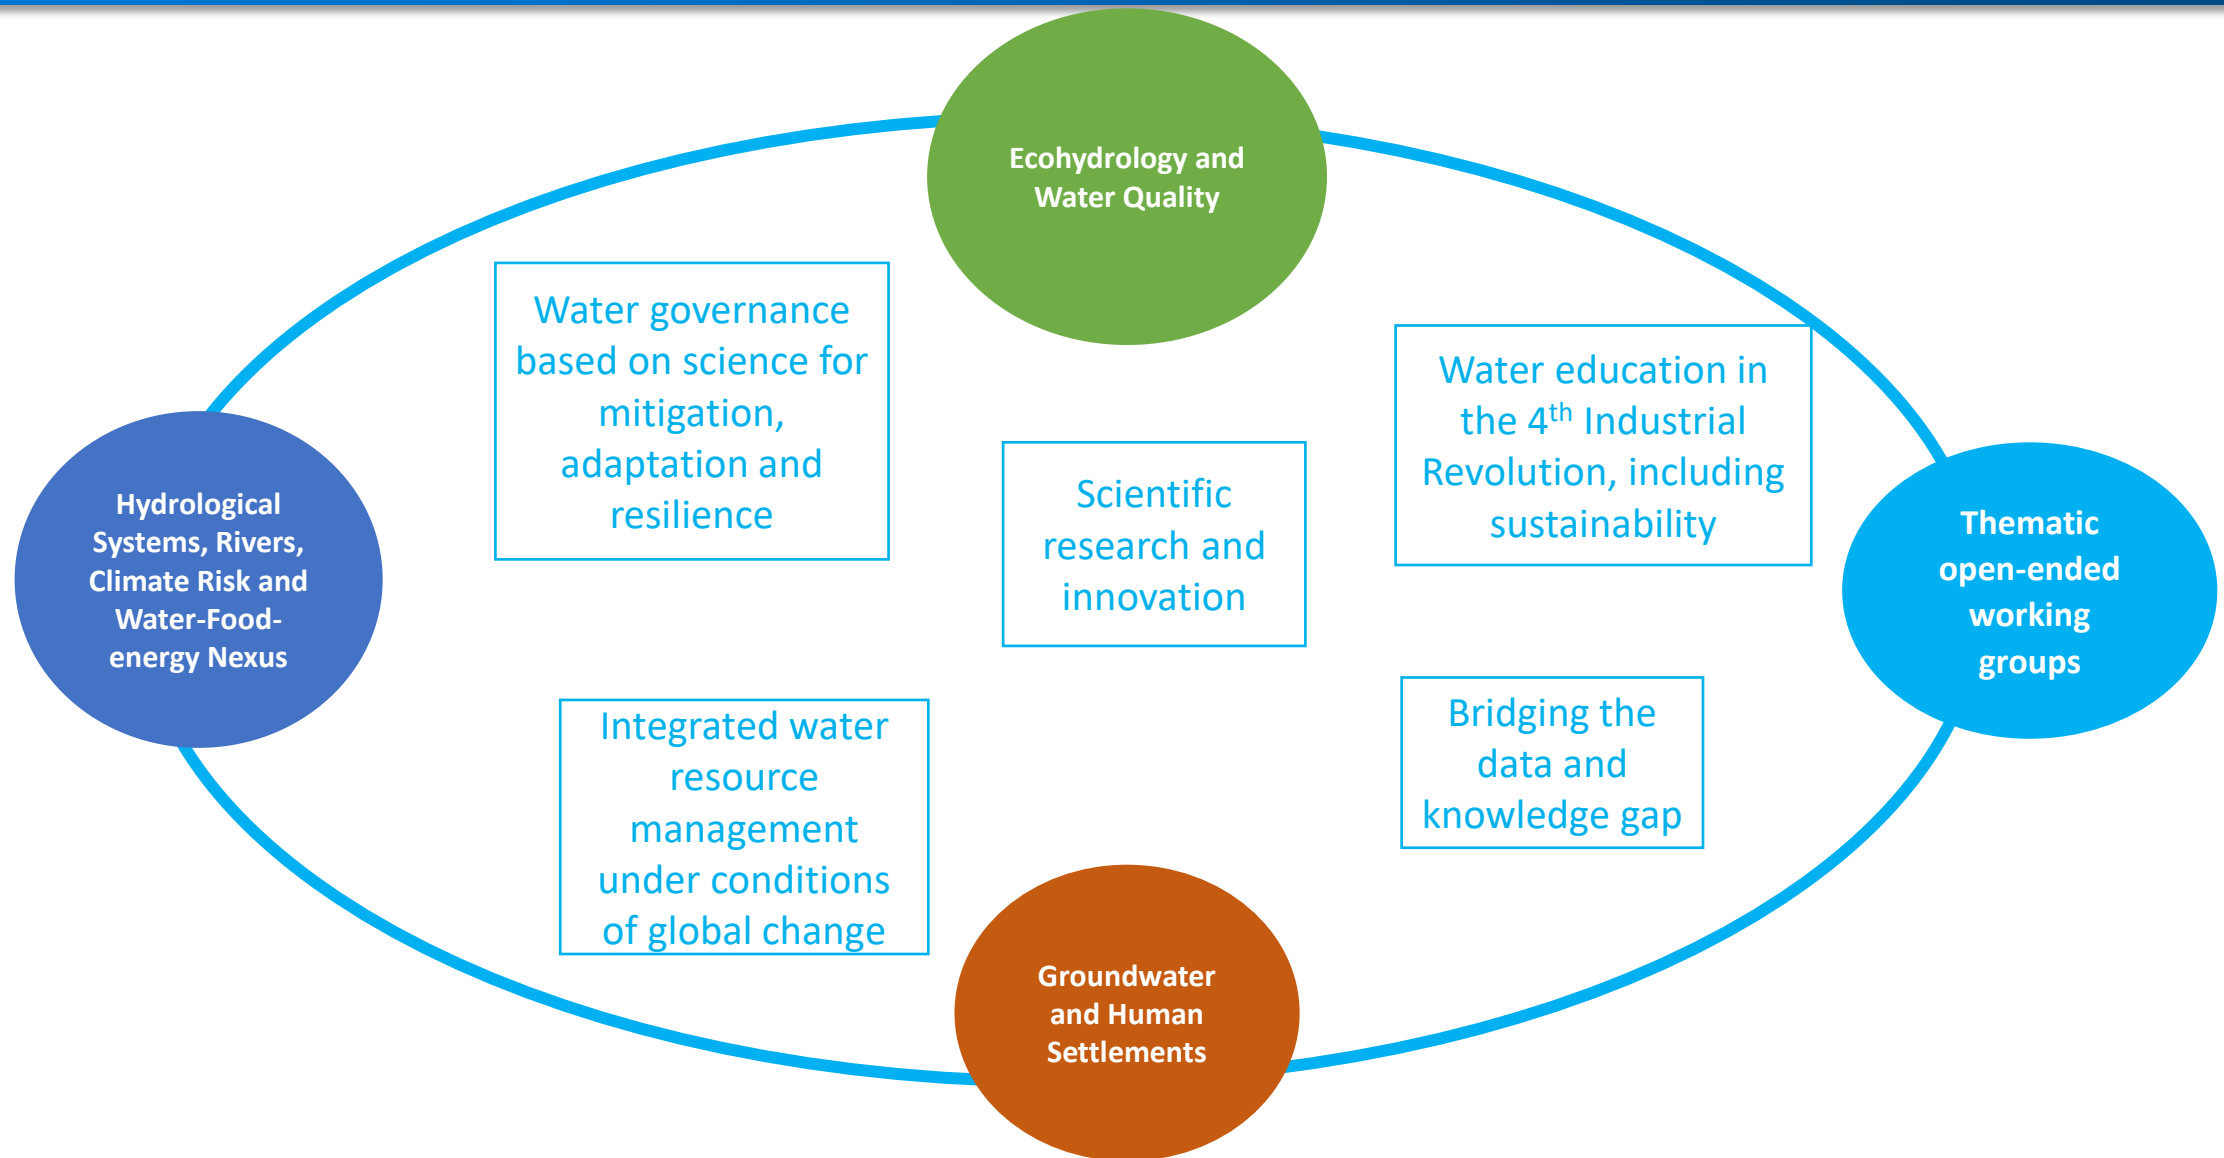 Ecohydrology and
Water Quality
Water governance
based on science for
mitigation,
adaptation and
resilience
Water education in
the 4th Industrial
Revolution, including
sustainability
Scientific
research and
innovation
Hydrological
Systems, Rivers,
Climate Risk and
Water-Food-
energy Nexus
Thematic
open-ended
working
groups
Integrated water
resource
management
under conditions
of global change
Bridging the
data and
knowledge gap
Groundwater
and Human
Settlements